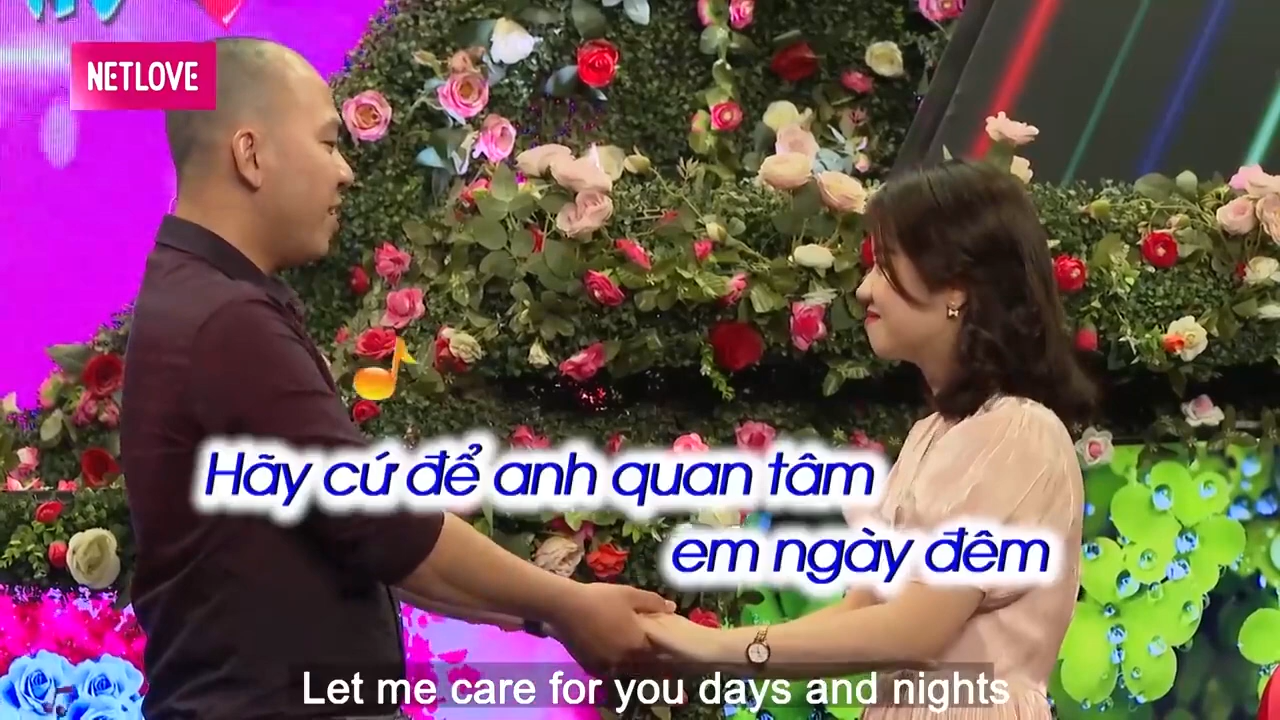 NETLOVE
Hãy cứ để anh quan tâm
em ngày đêm
Let me care for you days and nights